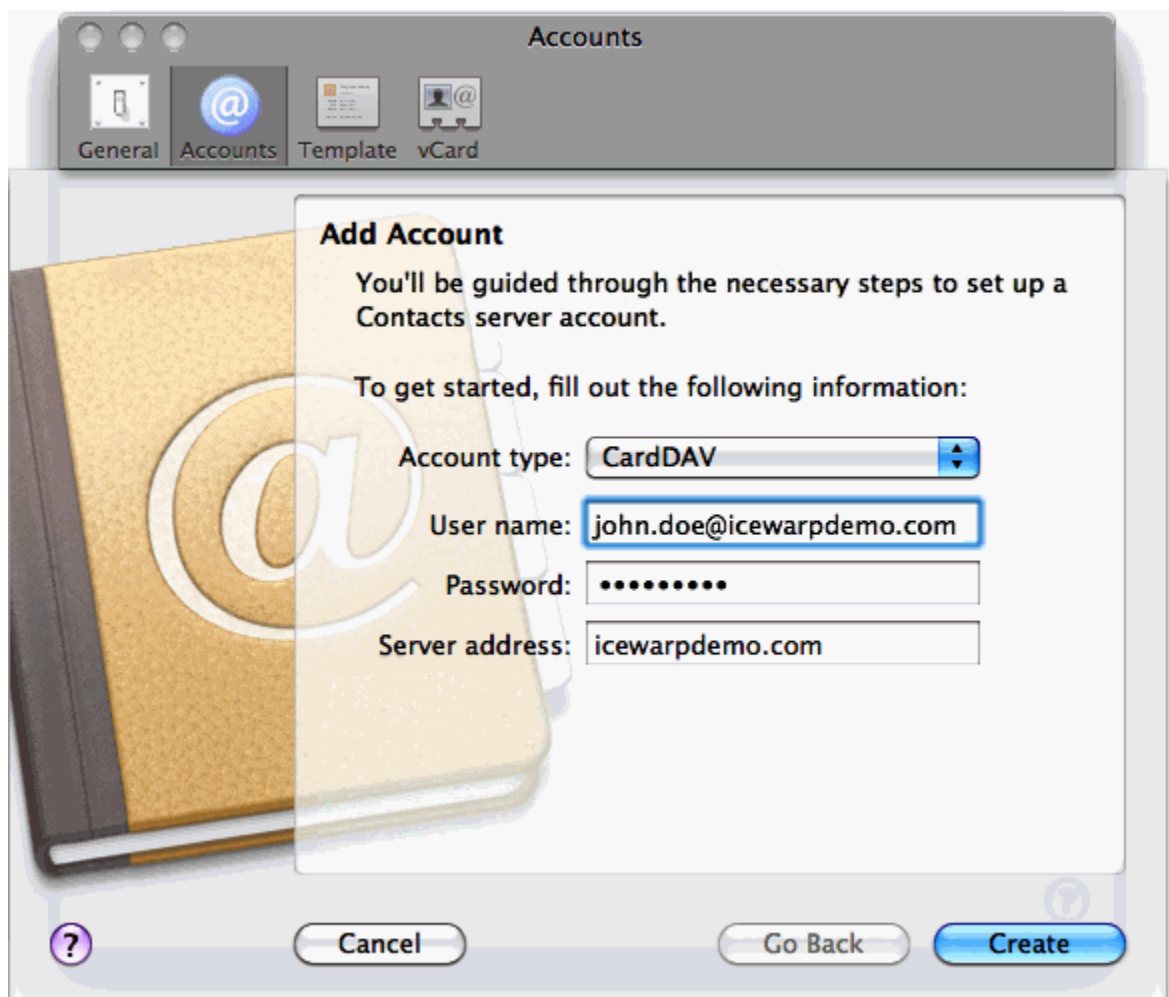 Accounts
General Accounts Template vCard
Add Account
You'll be guided through the necessary steps to set up a
Contacts server account.
To get started, fill out the following information:
Account type: CardDAV
User name: john.doe@icewarpdemo.com
Password: •••••••••
Server address: icewarpdemo.com
? Cancel Go Back Create